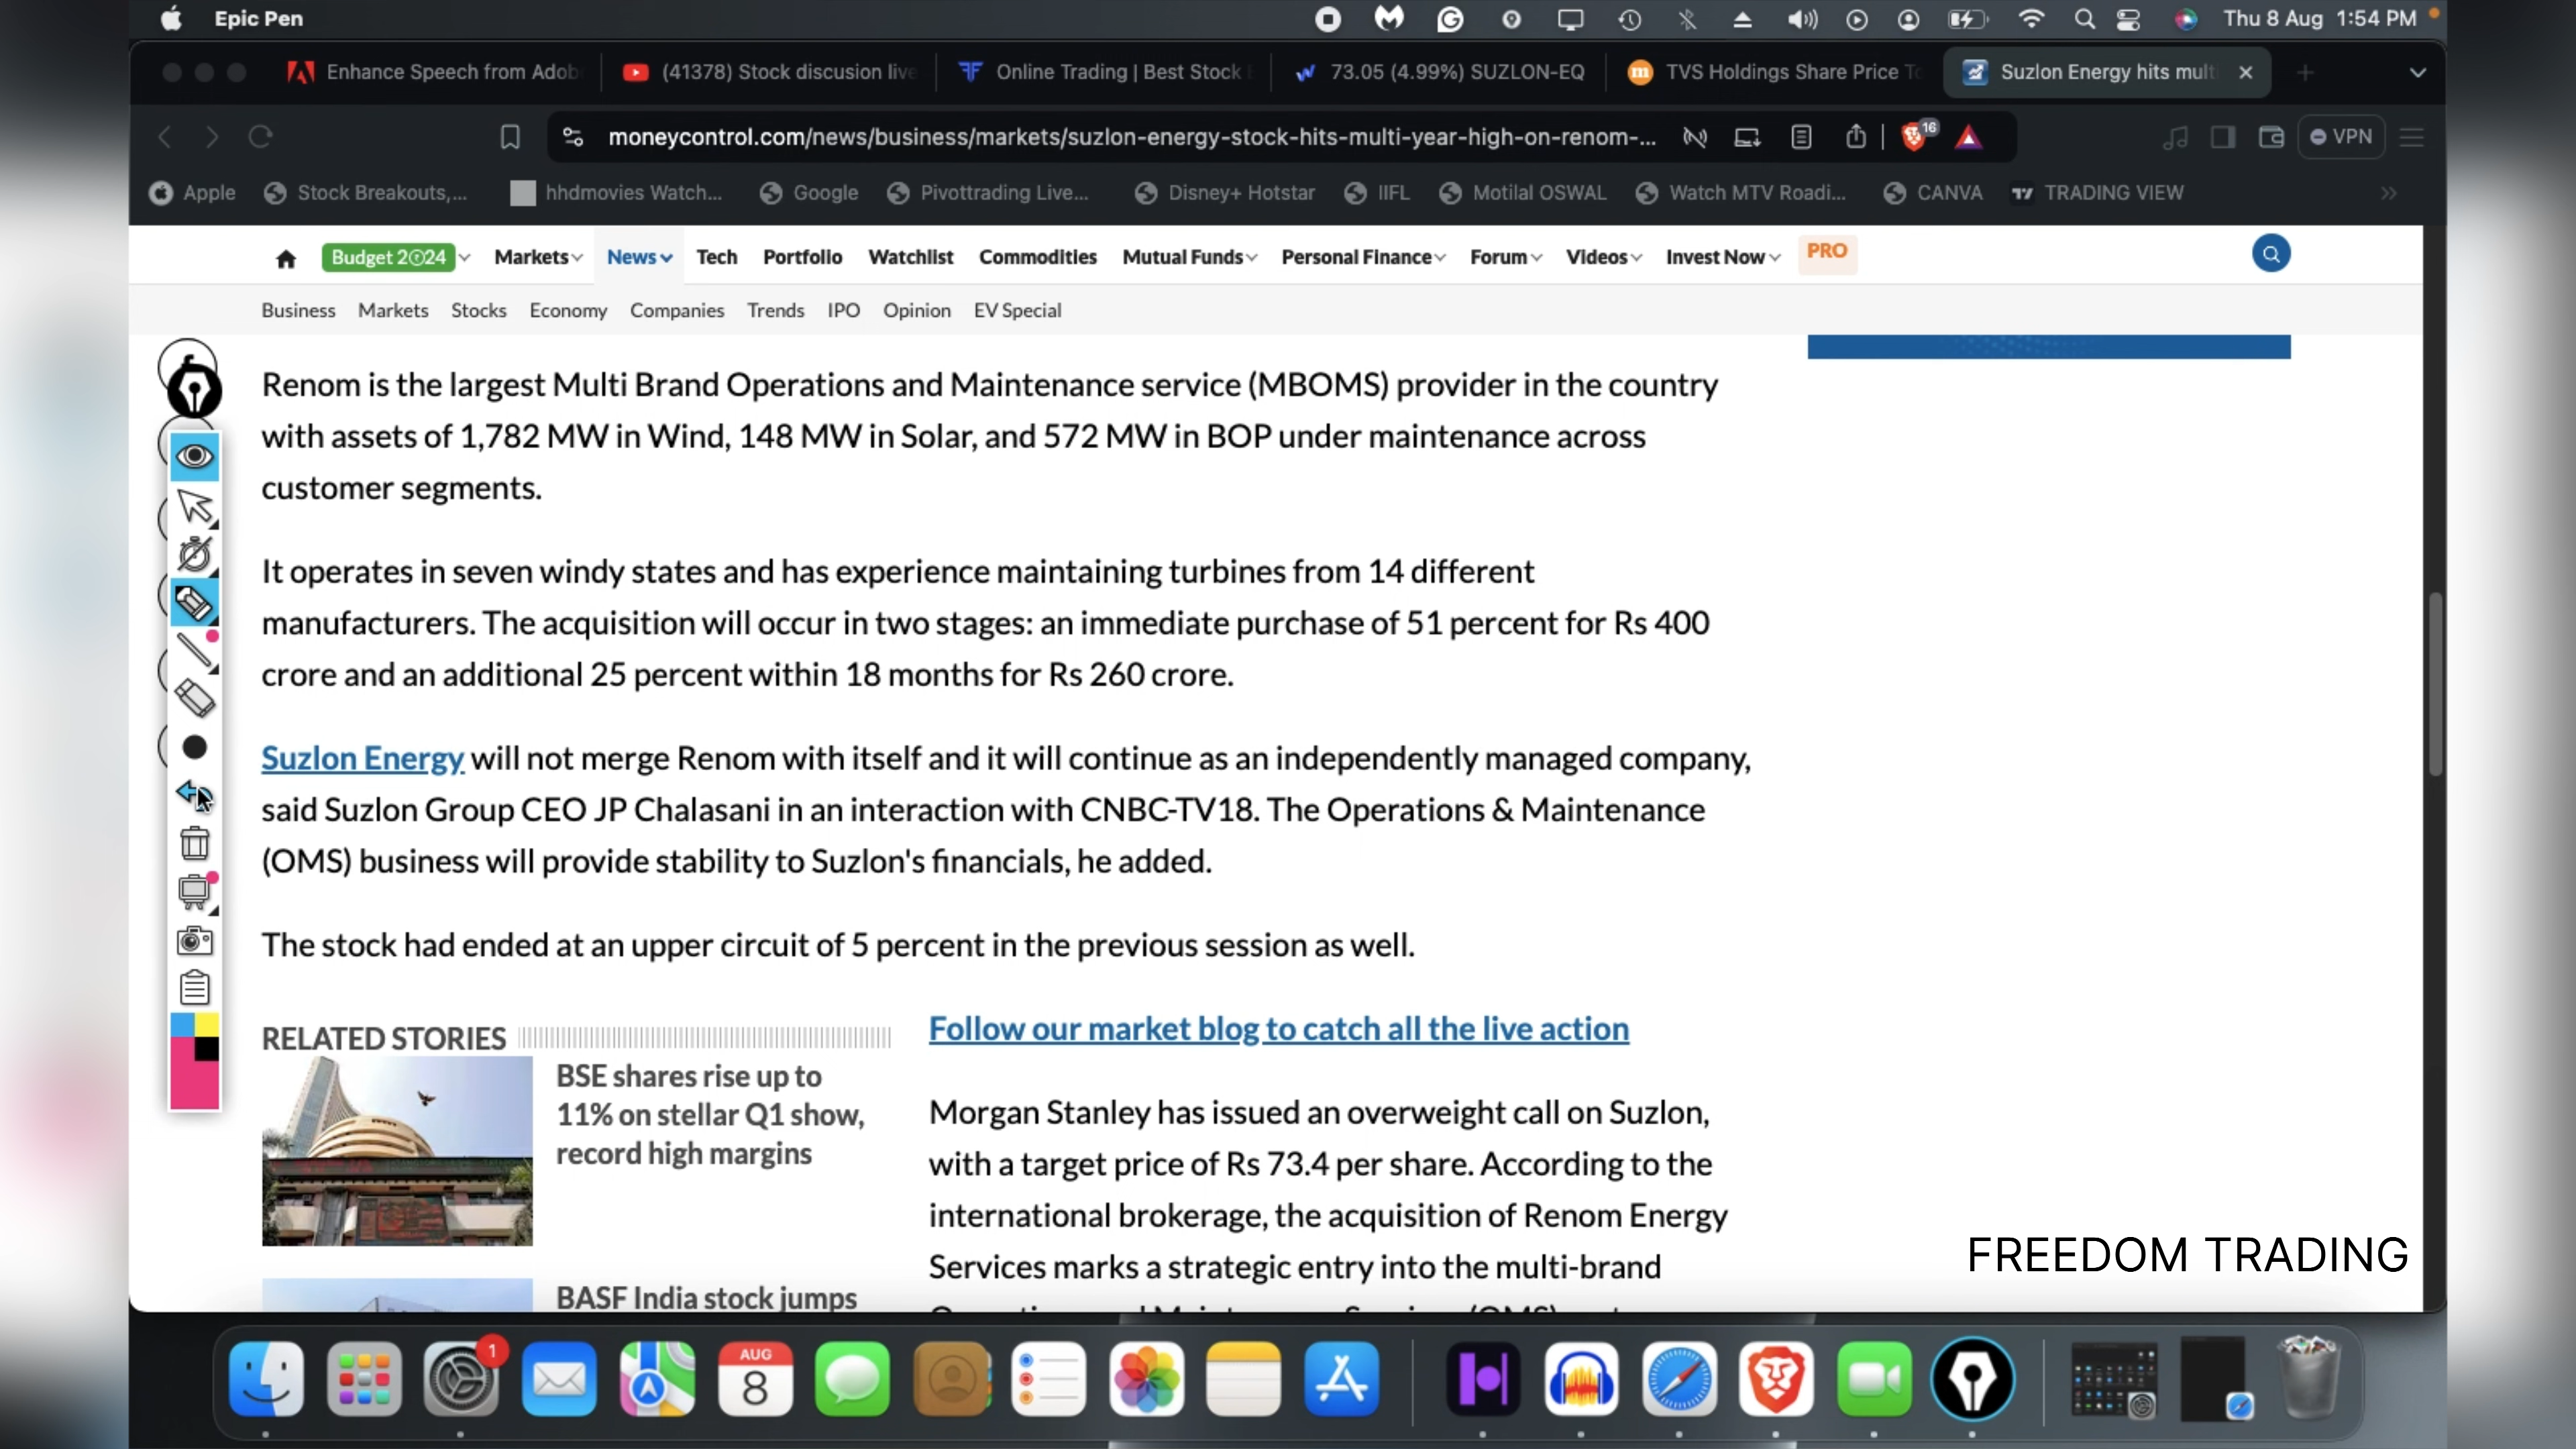 Epic Pen
Thu 8 Aug 1:54 PM
Enhance Speech from Adob
(41378) Stock discusion live
Online Trading | Best Stock
73.05 (4.99%) SUZLON-EQ
TVS Holdings Share Price To
Suzlon Energy hits mult
moneycontrol.com/news/business/markets/suzlon-energy-stock-hits-multi-year-high-on-renom-...
16
VPN
Apple
Stock Breakouts,...
hhdmovies Watch...
Google
Pivottrading Live...
Disney+ Hotstar
IIFL
Motilal OSWAL
Watch MTV Roadi...
CANVA
TRADING VIEW
Budget 2024
Markets
News
Tech
Portfolio
Watchlist
Commodities
Mutual Funds
Personal Finance
Forum
Videos
Invest Now
PRO
Business Markets Stocks Economy Companies Trends IPO Opinion EV Special
Renom is the largest Multi Brand Operations and Maintenance service (MBOMS) provider in the country
with assets of 1,782 MW in Wind, 148 MW in Solar, and 572 MW in BOP under maintenance across
customer segments.
It operates in seven windy states and has experience maintaining turbines from 14 different
manufacturers. The acquisition will occur in two stages: an immediate purchase of 51 percent for Rs 400
crore and an additional 25 percent within 18 months for Rs 260 crore.
Suzlon Energy will not merge Renom with itself and it will continue as an independently managed company,
said Suzlon Group CEO JP Chalasani in an interaction with CNBC-TV18. The Operations & Maintenance
(OMS) business will provide stability to Suzlon's financials, he added.
The stock had ended at an upper circuit of 5 percent in the previous session as well.
RELATED STORIES
BSE shares rise up to
11% on stellar Q1 show,
record high margins
BASF India stock jumps
Follow our market blog to catch all the live action
Morgan Stanley has issued an overweight call on Suzlon,
with a target price of Rs 73.4 per share. According to the
international brokerage, the acquisition of Renom Energy
Services marks a strategic entry into the multi-brand
FREEDOM TRADING
1
AUG
8